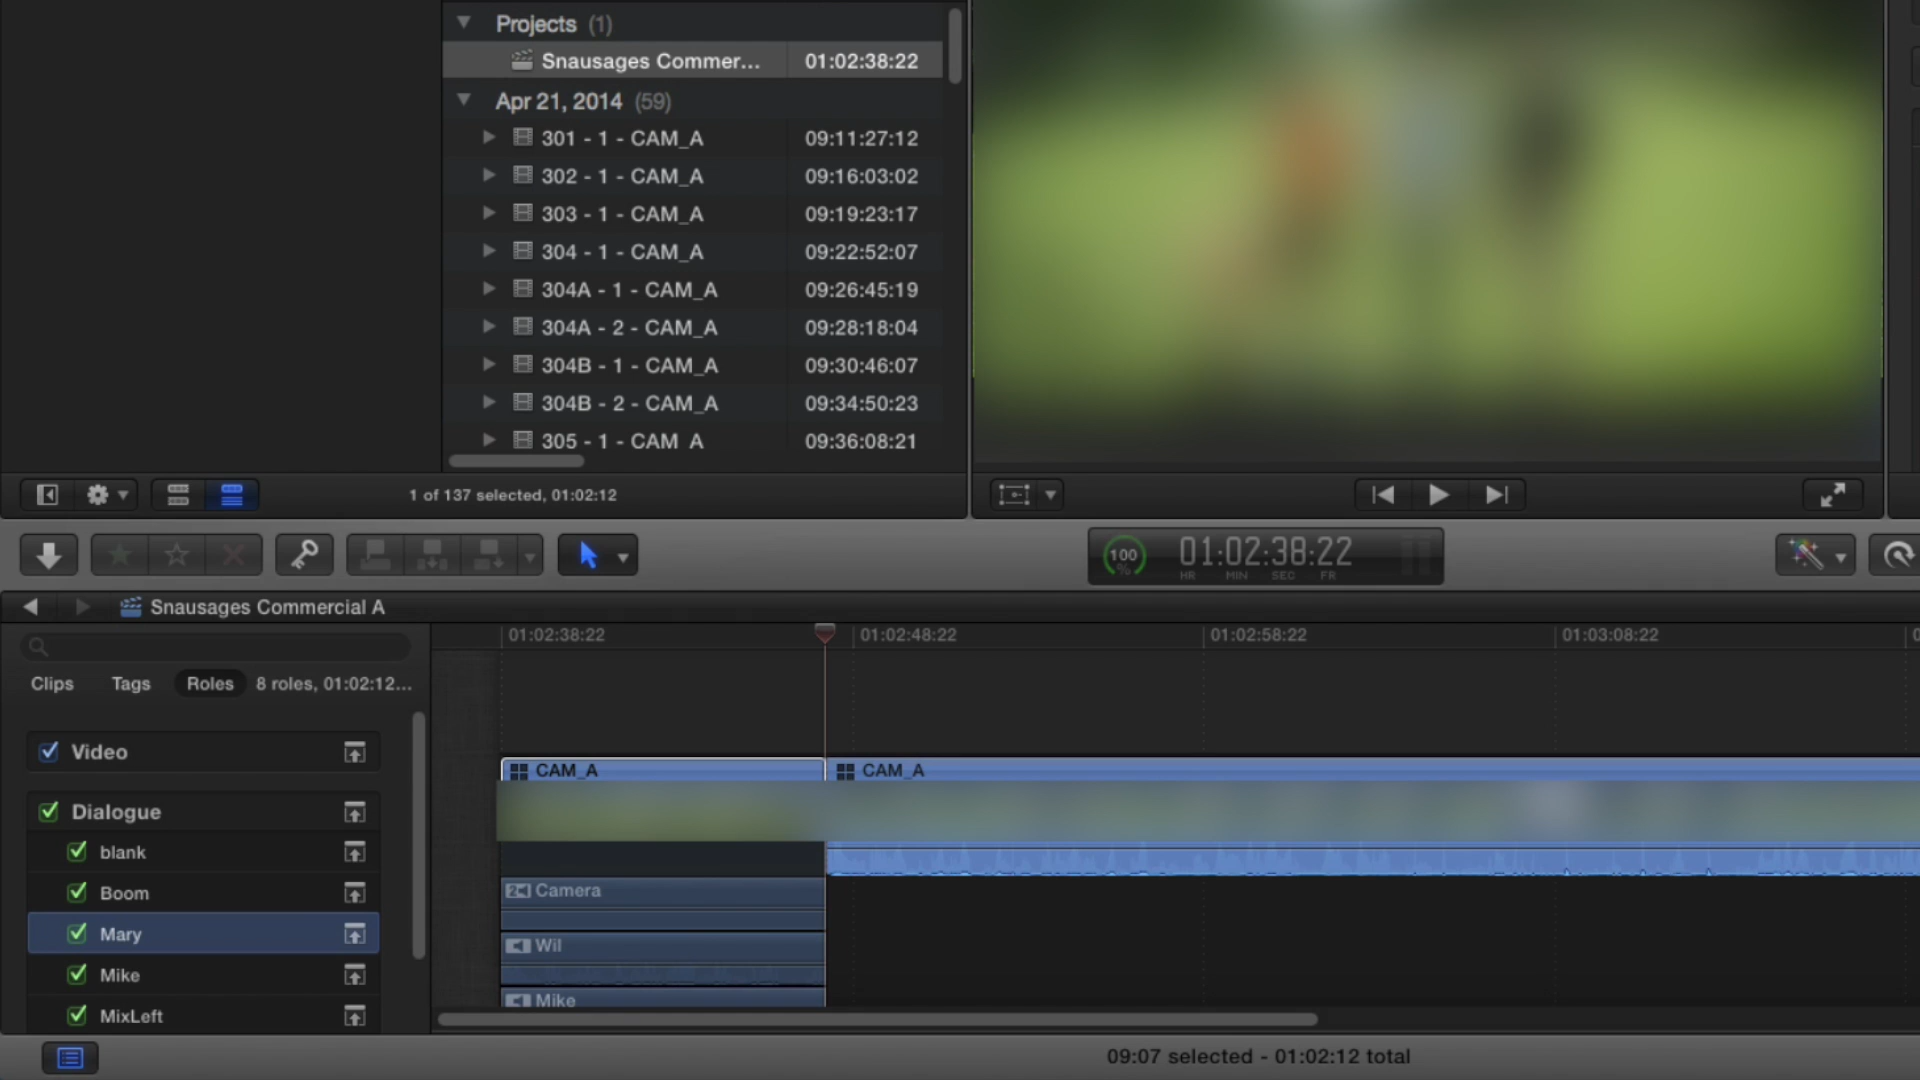 Projects (1)
Snausages Commer... 01:02:38:22
Apr 21, 2014 (59)
301 - 1 - CAM_A 09:11:27:12
302 - 1 - CAM_A 09:16:03:02
303 - 1 - CAM_A 09:19:23:17
304 - 1 - CAM_A 09:22:52:07
304A - 1 - CAM_A 09:26:45:19
304A - 2 - CAM_A 09:28:18:04
304B - 1 - CAM_A 09:30:46:07
304B - 2 - CAM_A 09:34:50:23
305 - 1 - CAM A 09:36:08:21
1 of 137 selected, 01:02:12
100 % 01:02:38:22
HR MIN SEC FR
Snausages Commercial A
01:02:38:22 01:02:48:22 01:02:58:22 01:03:08:22
Clips Tags Roles 8 roles, 01:02:12...
Video
Dialogue
blank
Boom
Mary
Mike
MixLeft
CAM_A CAM_A
Camera
Wil
Mike
09:07 selected - 01:02:12 total